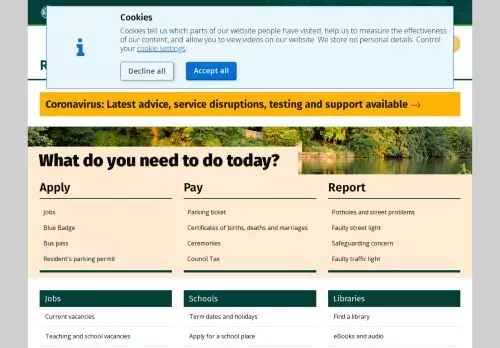 Cookies
Cookies tell us which parts of our website people have visited, help us to measure the effectiveness
of our content, and allow you to view videos on our website. We store no personal details. Control
your cookie settings.
Decline all
Accept all
R
Coronavirus: Latest advice, service disruptions, testing and support available →
What do you need to do today?
Apply
Pay
Report
Jobs
Parking ticket
Potholes and street problems
Blue Badge
Certificates of births, deaths and marriages
Faulty street light
Bus pass
Ceremonies
Safeguarding concern
Resident's parking permit
Council Tax
Faulty traffic light
Jobs
Schools
Libraries
Current vacancies
Term dates and holidays
Find a library
Teaching and school vacancies
Apply for a school place
eBooks and audio